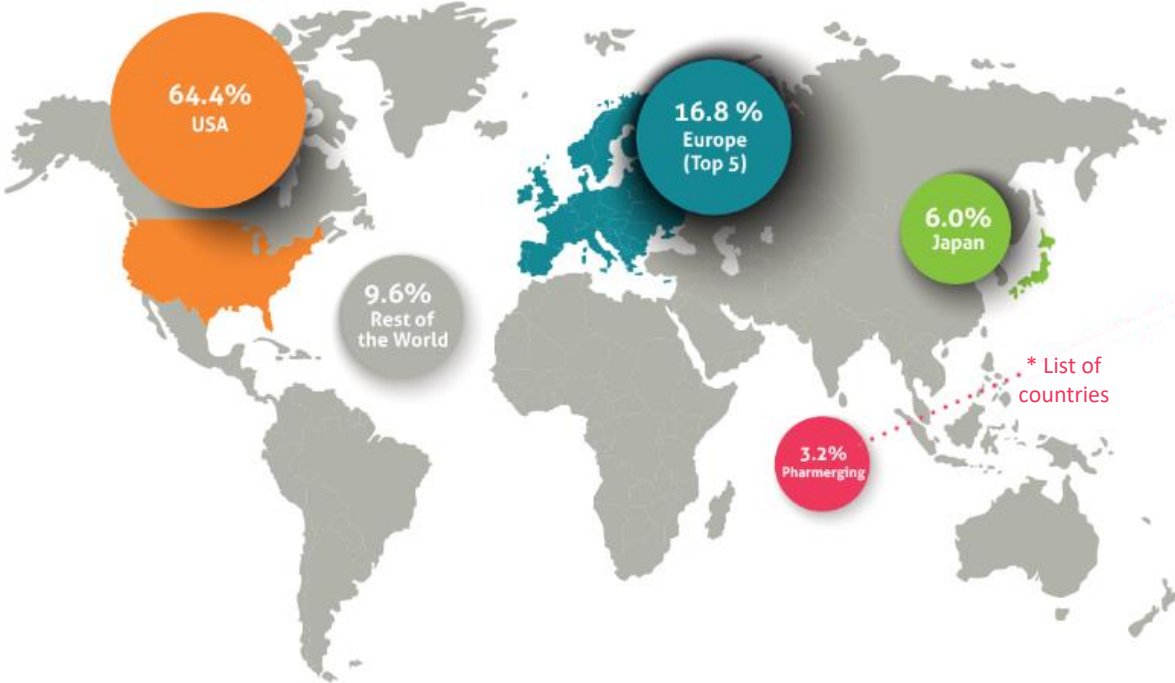 64.4%
USA
16.8 %
Europe
(Top 5)
6.0%
Japan
9.6%
Rest of
the World
* List of
countries
3.2%
Pharmerging